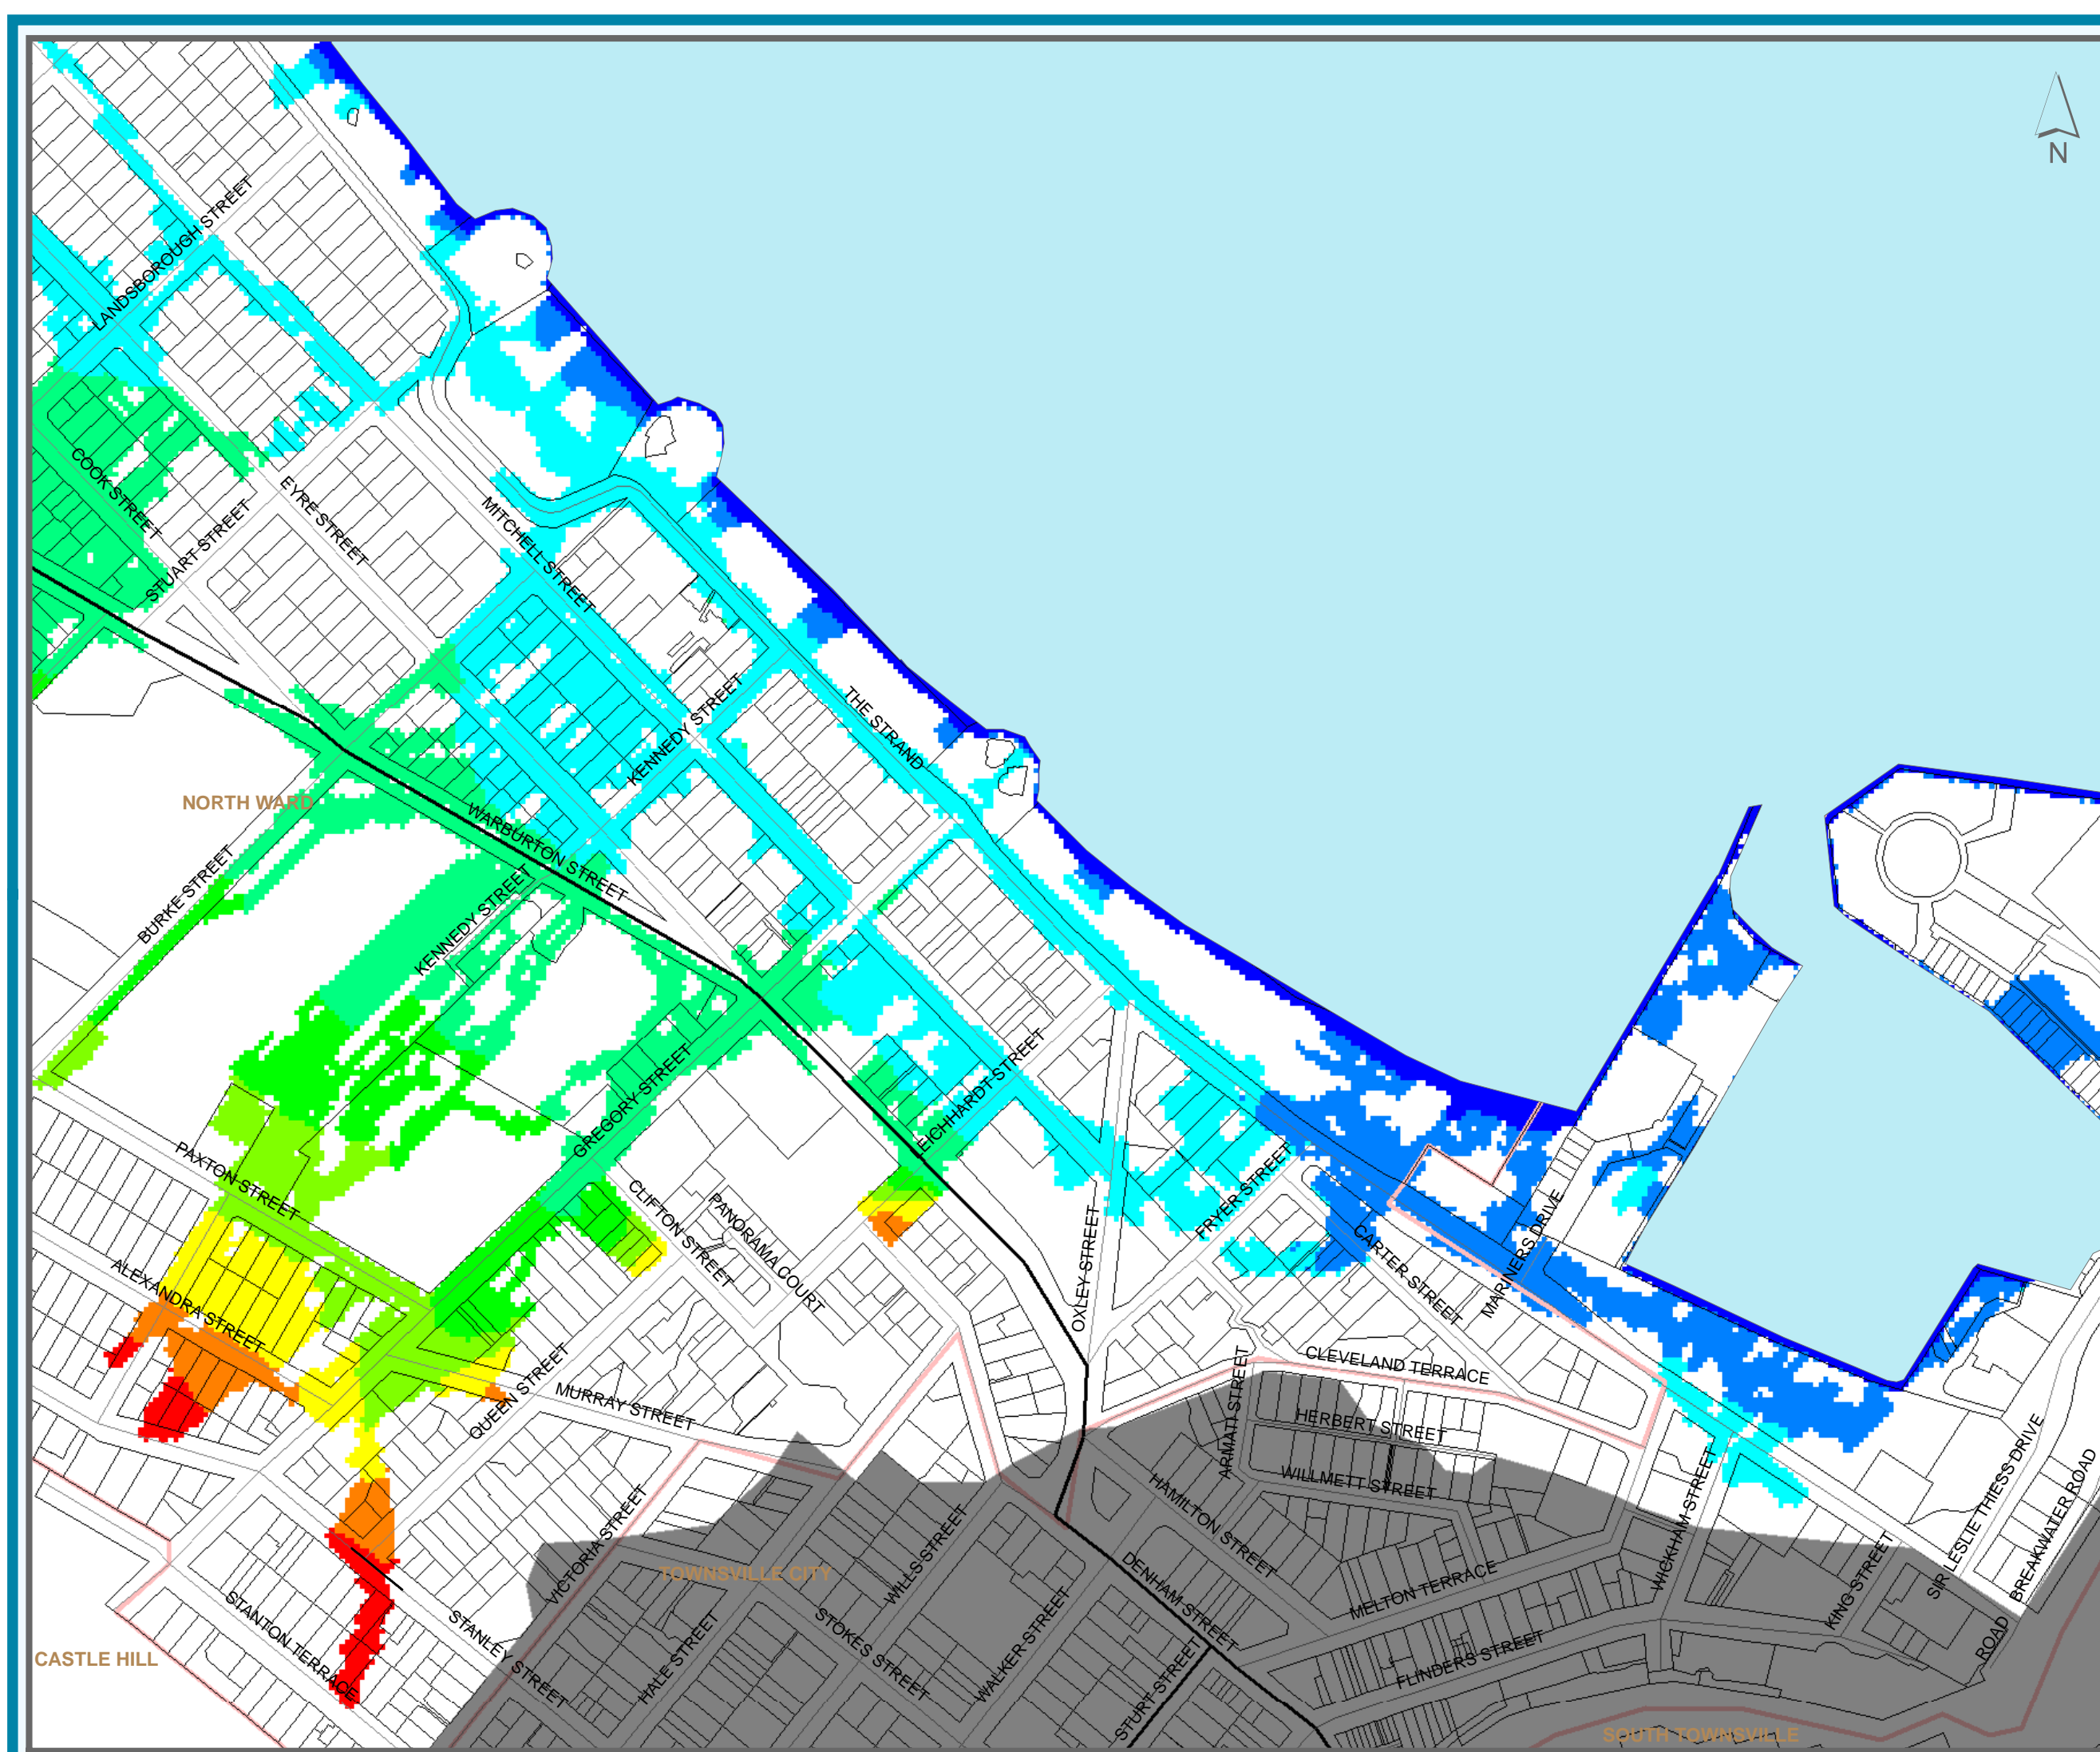 N
LANDSBOROUGH STREET
COOK STREET
STUART STREET
EYRE STREET
MITCHELL STREET
KENNEDY STREET
THE STRAND
NORTH WARD
WARBURTON STREET
BURKE STREET
KENNEDY STREET
GREGORY STREET
LEICHHARDT STREET
PAXTON STREET
CLIFTON STREET
PANORAMA COURT
OXLEY STREET
FRYER STREET
CARTER STREET
MARINERS DRIVE
ALEXANDRA STREET
QUEEN STREET
MURRAY STREET
CLEVELAND TERRACE
ARMATI STREET
HERBERT STREET
WILLMETT STREET
HAMILTON STREET
WICKHAM STREET
SIR LESLIE THIESS DRIVE
BREAKWATER ROAD
VICTORIA STREET
TOWNSVILLE CITY
WILLS STREET
DENHAM STREET
MELTON TERRACE
KING STREET
STANTON TERRACE
STANLEY STREET
HALE STREET
STOKES STREET
WALKER STREET
STURT STREET
FLINDERS STREET
ROAD
CASTLE HILL
SOUTH TOWNSVILLE